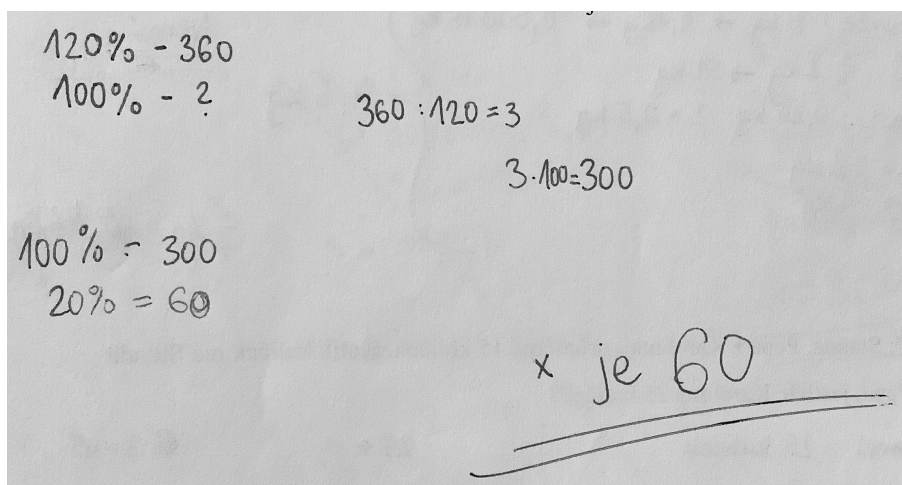 120% - 360
100% - ?
360 : 120 = 3
3 · 100 = 300
100% - 300
20% = 60
x je 60